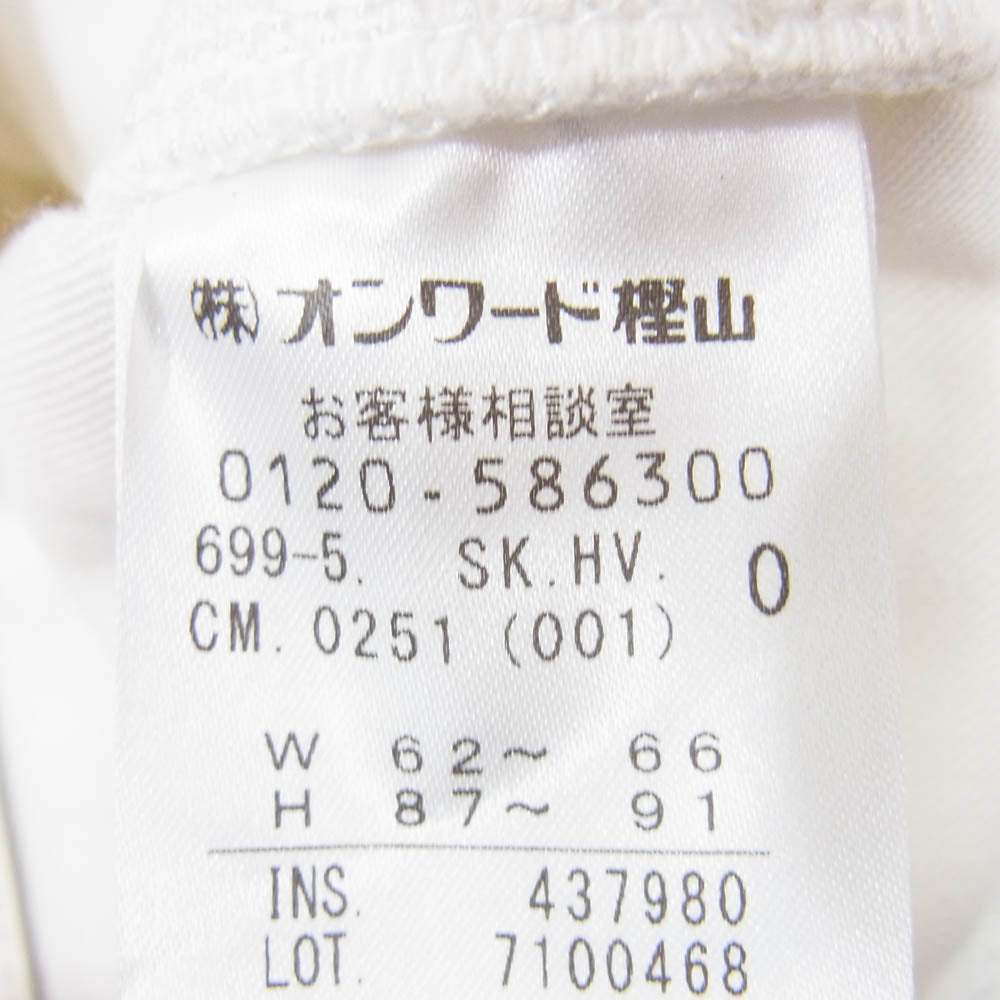 ㈱オンワード樫山
お客様相談室
0120-586300
699-5. SK.HV. 0
CM. 0251 (001)
W 62～ 66
H 87～ 91
INS. 437980
LOT. 7100468